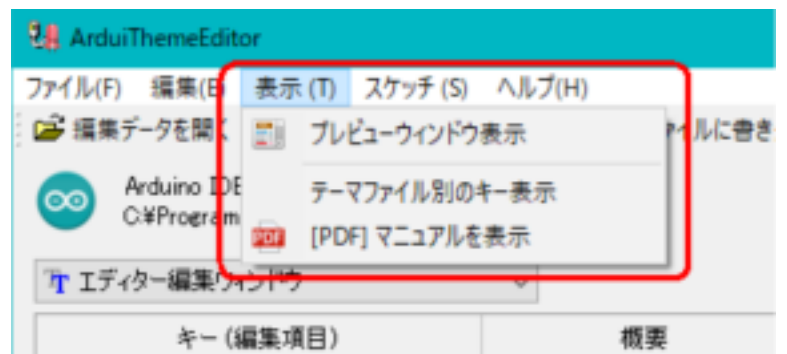 ArduiThemeEditor
ファイル(F) 編集(E) 表示(T) スケッチ(S) ヘルプ(H)
編集データを開く
プレビューウィンドウ表示
ァイルに書き
Arduino IDE
C:¥Program
テーマファイル別のキー表示
PDF [PDF] マニュアルを表示
エディター編集ウィンドウ
キー (編集項目) 概要